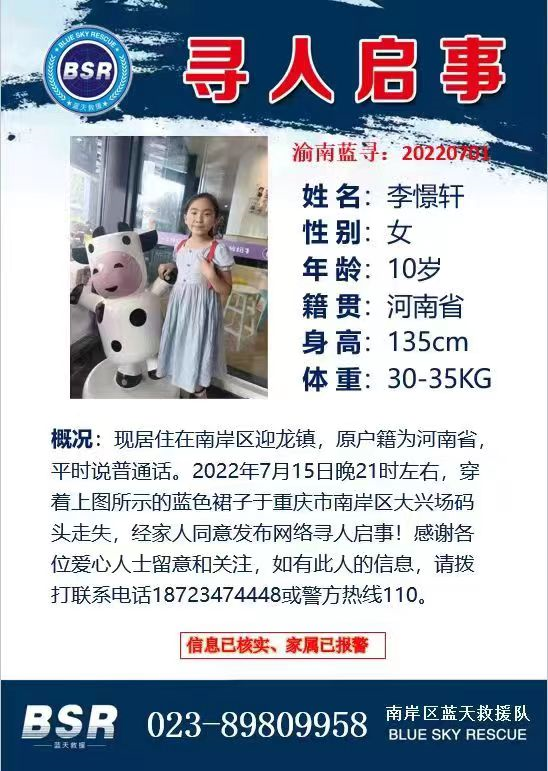 BLUE SKY RESCUE
BSR
蓝天救援
寻人启事
渝南蓝寻：20220701
姓 名：李憬轩
性 别：女
年 龄：10岁
籍 贯：河南省
身 高：135cm
体 重：30-35KG
概况：现居住在南岸区迎龙镇，原户籍为河南省，
平时说普通话。2022年7月15日晚21时左右，穿
着上图所示的蓝色裙子于重庆市南岸区大兴场码
头走失，经家人同意发布网络寻人启事！感谢各
位爱心人士留意和关注，如有此人的信息，请拨
打联系电话18723474448或警方热线110。
信息已核实、家属已报警
BSR
蓝天救援
023-89809958
南岸区蓝天救援队
BLUE SKY RESCUE